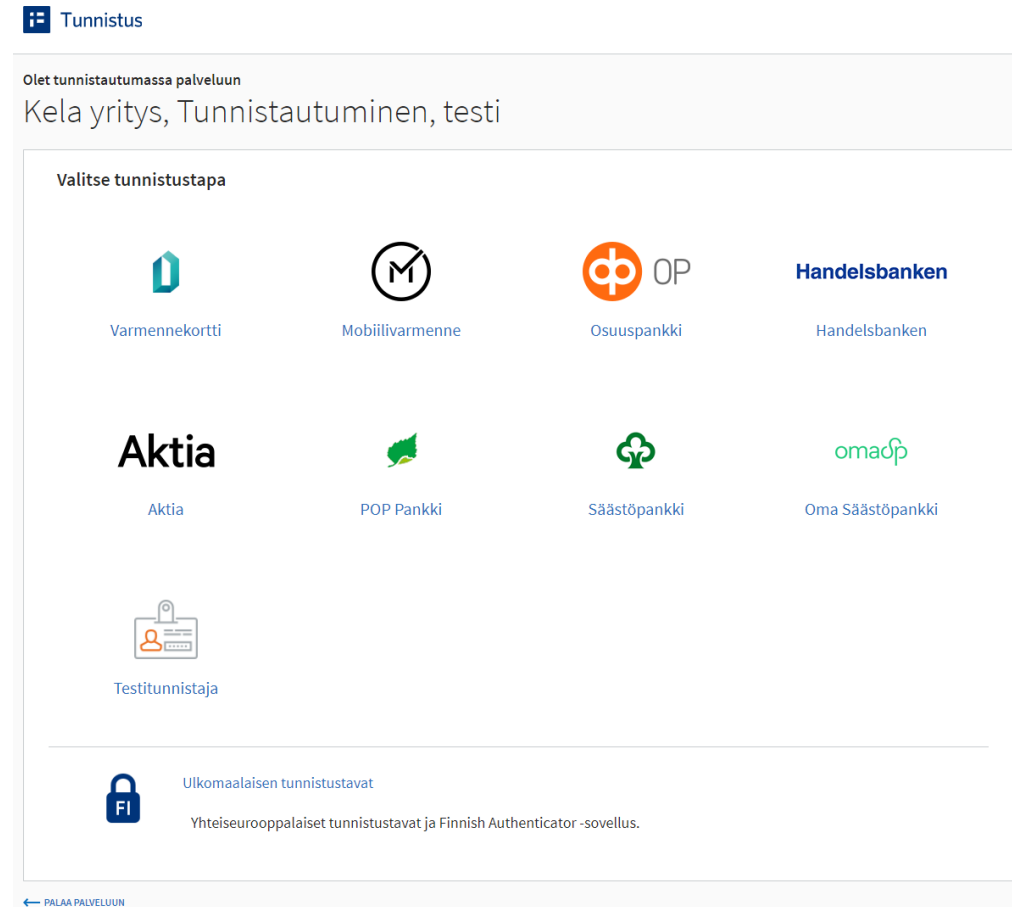 Tunnistus
Olet tunnistautumassa palveluun
Kela yritys, Tunnistautuminen, testi
Valitse tunnistustapa
M
OP
Handelsbanken
Varmennekortti
Mobiilivarmenne
Osuuspankki
Handelsbanken
Aktia
omasp
Aktia
POP Pankki
Säästöpankki
Oma Säästöpankki
Testitunnistaja
FI
Ulkomaalaisen tunnistustavat
Yhteiseurooppalaiset tunnistustavat ja Finnish Authenticator -sovellus.
PALAA PALVELUUN